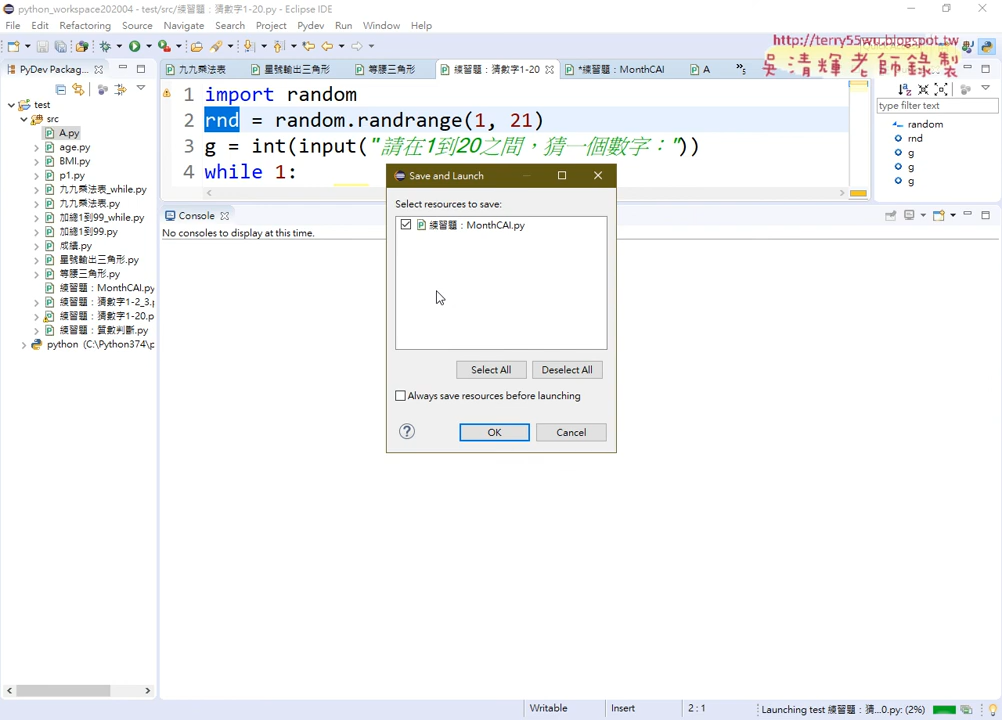 python_workspace202004 - test/src/練習題：猜數字1-20.py - Eclipse IDE
File Edit Refactoring Source Navigate Search Project Pydev Run Window Help
http://terry55wu.blogspot.tw
吳清輝老師錄製
PyDev Packag...
九九乘法表
星號輸出三角形
等腰三角形
練習題：猜數字1-20
*練習題：MonthCAI
A
test
src
A.py
age.py
BMI.py
p1.py
九九乘法表_while.py
九九乘法表.py
加總1到99_while.py
加總1到99.py
成績.py
星號輸出三角形.py
等腰三角形.py
練習題：MonthCAI.py
練習題：猜數字1-2_3.p
練習題：猜數字1-20.p
練習題：質數判斷.py
python (C:\Python374\p
1 import random
2 rnd = random.randrange(1, 21)
3 g = int(input("請在1到20之間，猜一個數字："))
4 while 1:
type filter text
random
rnd
g
g
g
Console
No consoles to display at this time.
Save and Launch
Select resources to save:
練習題：MonthCAI.py
Select All
Deselect All
Always save resources before launching
OK
Cancel
Writable
Insert
2 : 1
Launching test 練習題：猜...0.py: (2%)